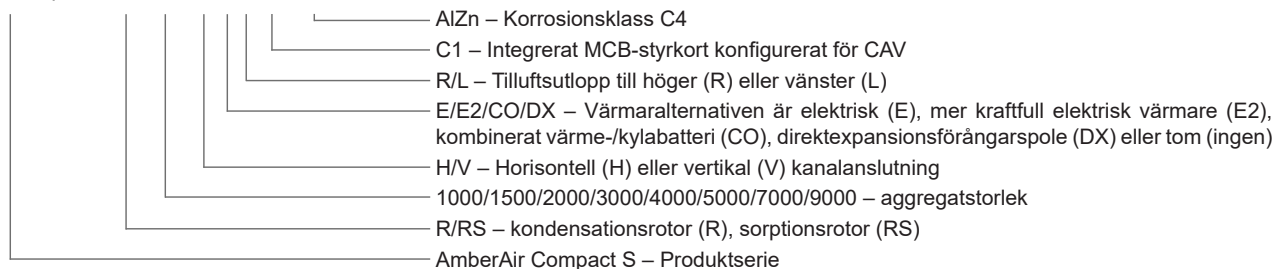 AlZn – Korrosionsklass C4
C1 – Integrerat MCB-styrkort konfigurerat för CAV
R/L – Tilluftsutlopp till höger (R) eller vänster (L)
E/E2/CO/DX – Värmaralternativen är elektrisk (E), mer kraftfull elektrisk värmare (E2),
kombinerat värme-/kylabatteri (CO), direktexpansionsförångarspole (DX) eller tom (ingen)
H/V – Horisontell (H) eller vertikal (V) kanalanslutning
1000/1500/2000/3000/4000/5000/7000/9000 – aggregatstorlek
R/RS – kondensationsrotor (R), sorptionsrotor (RS)
AmberAir Compact S – Produktserie